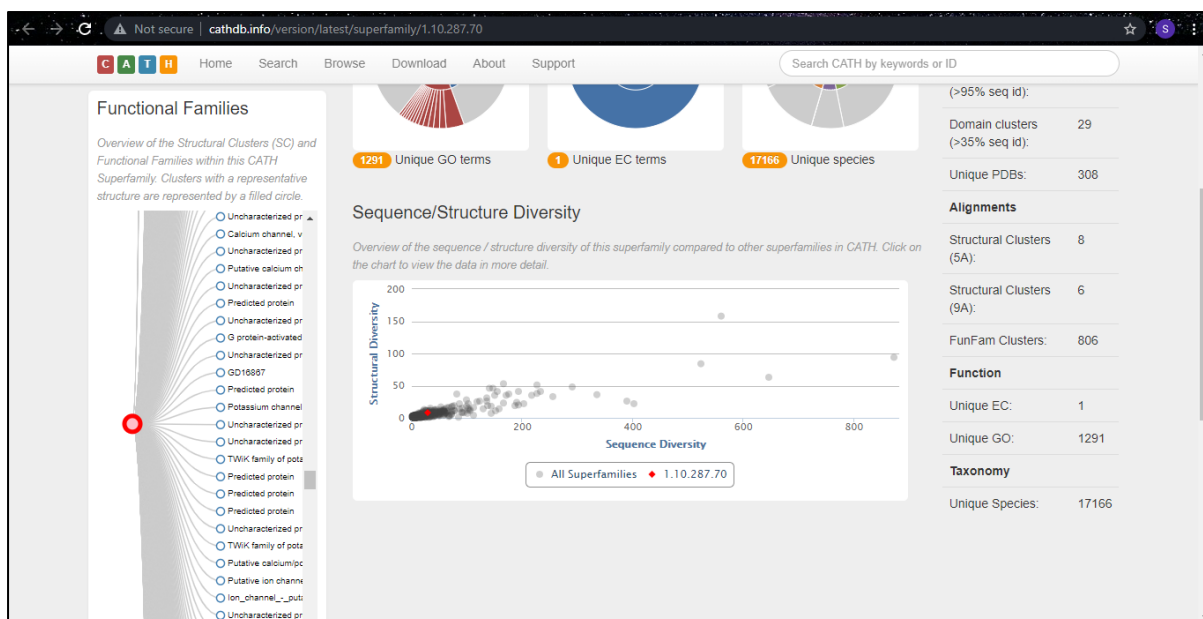 Not secure | cathdb.info/version/latest/superfamily/1.10.287.70
S
C A T H
Home Search Browse Download About Support
Search CATH by keywords or ID
Functional Families
Overview of the Structural Clusters (SC) and
Functional Families within this CATH
Superfamily. Clusters with a representative
structure are represented by a filled circle.
Uncharacterized pr
Calcium channel, v
Uncharacterized pr
Putative calcium ch
Uncharacterized pr
Predicted protein
Uncharacterized pr
G protein-activated
Uncharacterized pr
GD16867
Predicted protein
Potassium channel
Uncharacterized pr
Uncharacterized pr
TWiK family of pota
Predicted protein
Predicted protein
Predicted protein
Uncharacterized pr
TWiK family of pota
Putative calcium/po
Putative ion channe
Ion_channel_-_puta
Uncharacterized pr
1291 Unique GO terms
1 Unique EC terms
17166 Unique species
Sequence/Structure Diversity
Overview of the sequence / structure diversity of this superfamily compared to other superfamilies in CATH. Click on
the chart to view the data in more detail.
Structural Diversity
200
150
100
50
0
0 200 400 600 800
Sequence Diversity
All Superfamilies 1.10.287.70
(>95% seq id):
Domain clusters 29
(>35% seq id):
Unique PDBs: 308
Alignments
Structural Clusters 8
(5A):
Structural Clusters 6
(9A):
FunFam Clusters: 806
Function
Unique EC: 1
Unique GO: 1291
Taxonomy
Unique Species: 17166